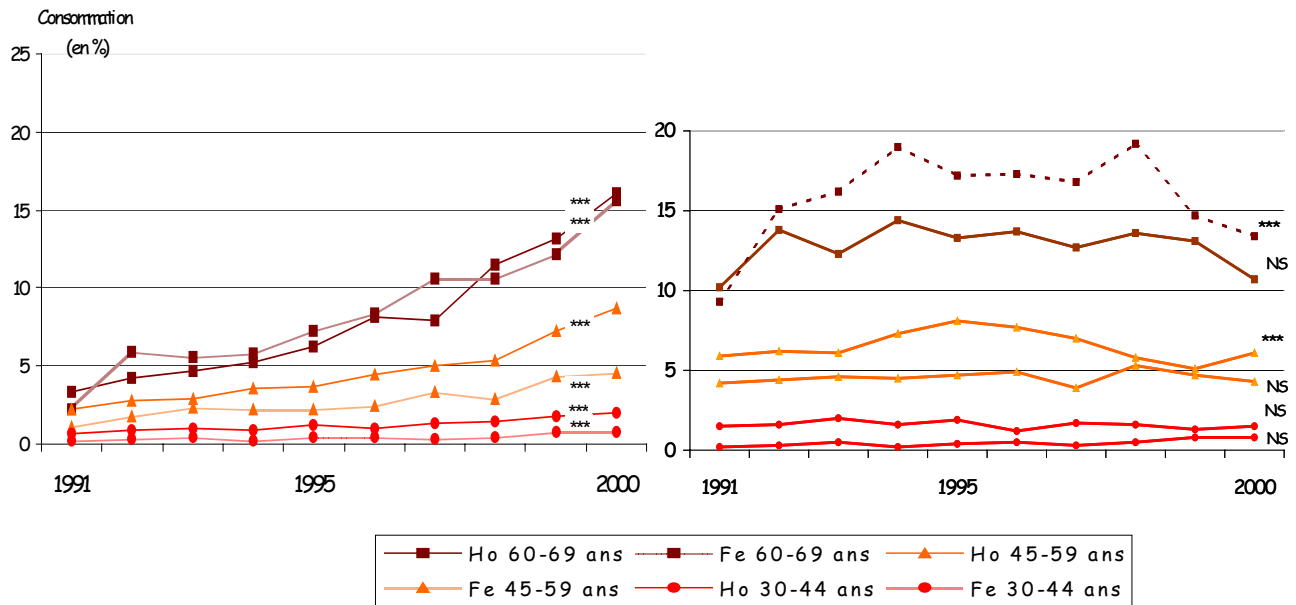 Consommation
(en %)
25
20
15
10
5
0
1991
1995
2000
***
***
***
***
***
***
20
15
10
5
0
1991
1995
2000
***
NS
***
NS
NS
NS
Ho 60-69 ans
Fe 60-69 ans
Ho 45-59 ans
Fe 45-59 ans
Ho 30-44 ans
Fe 30-44 ans